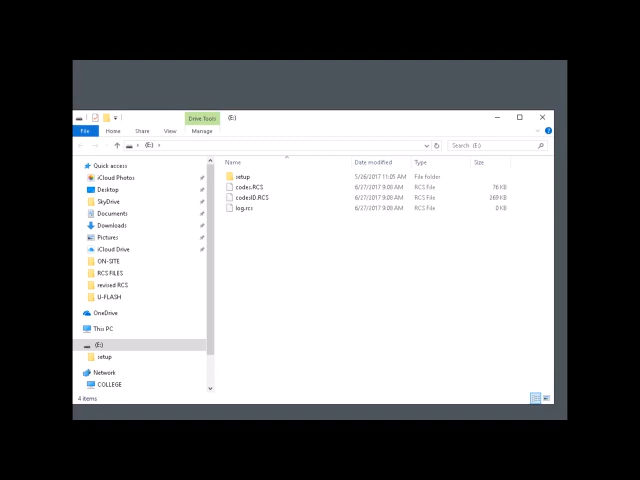 Drive Tools (E:)
File Home Share View Manage
(E:) Search (E:)
Name Date modified Type Size
Quick access
iCloud Photos
Desktop
SkyDrive
Documents
Downloads
Pictures
iCloud Drive
ON-SITE
RCS FILES
revised RCS
U-FLASH
OneDrive
This PC
(E:)
setup
Network
COLLEGE
setup 5/26/2017 11:05 AM File folder
codes.RCS 6/27/2017 9:08 AM RCS File 76 KB
codesID.RCS 6/27/2017 9:08 AM RCS File 269 KB
log.rcs 6/27/2017 9:08 AM RCS File 0 KB
4 items